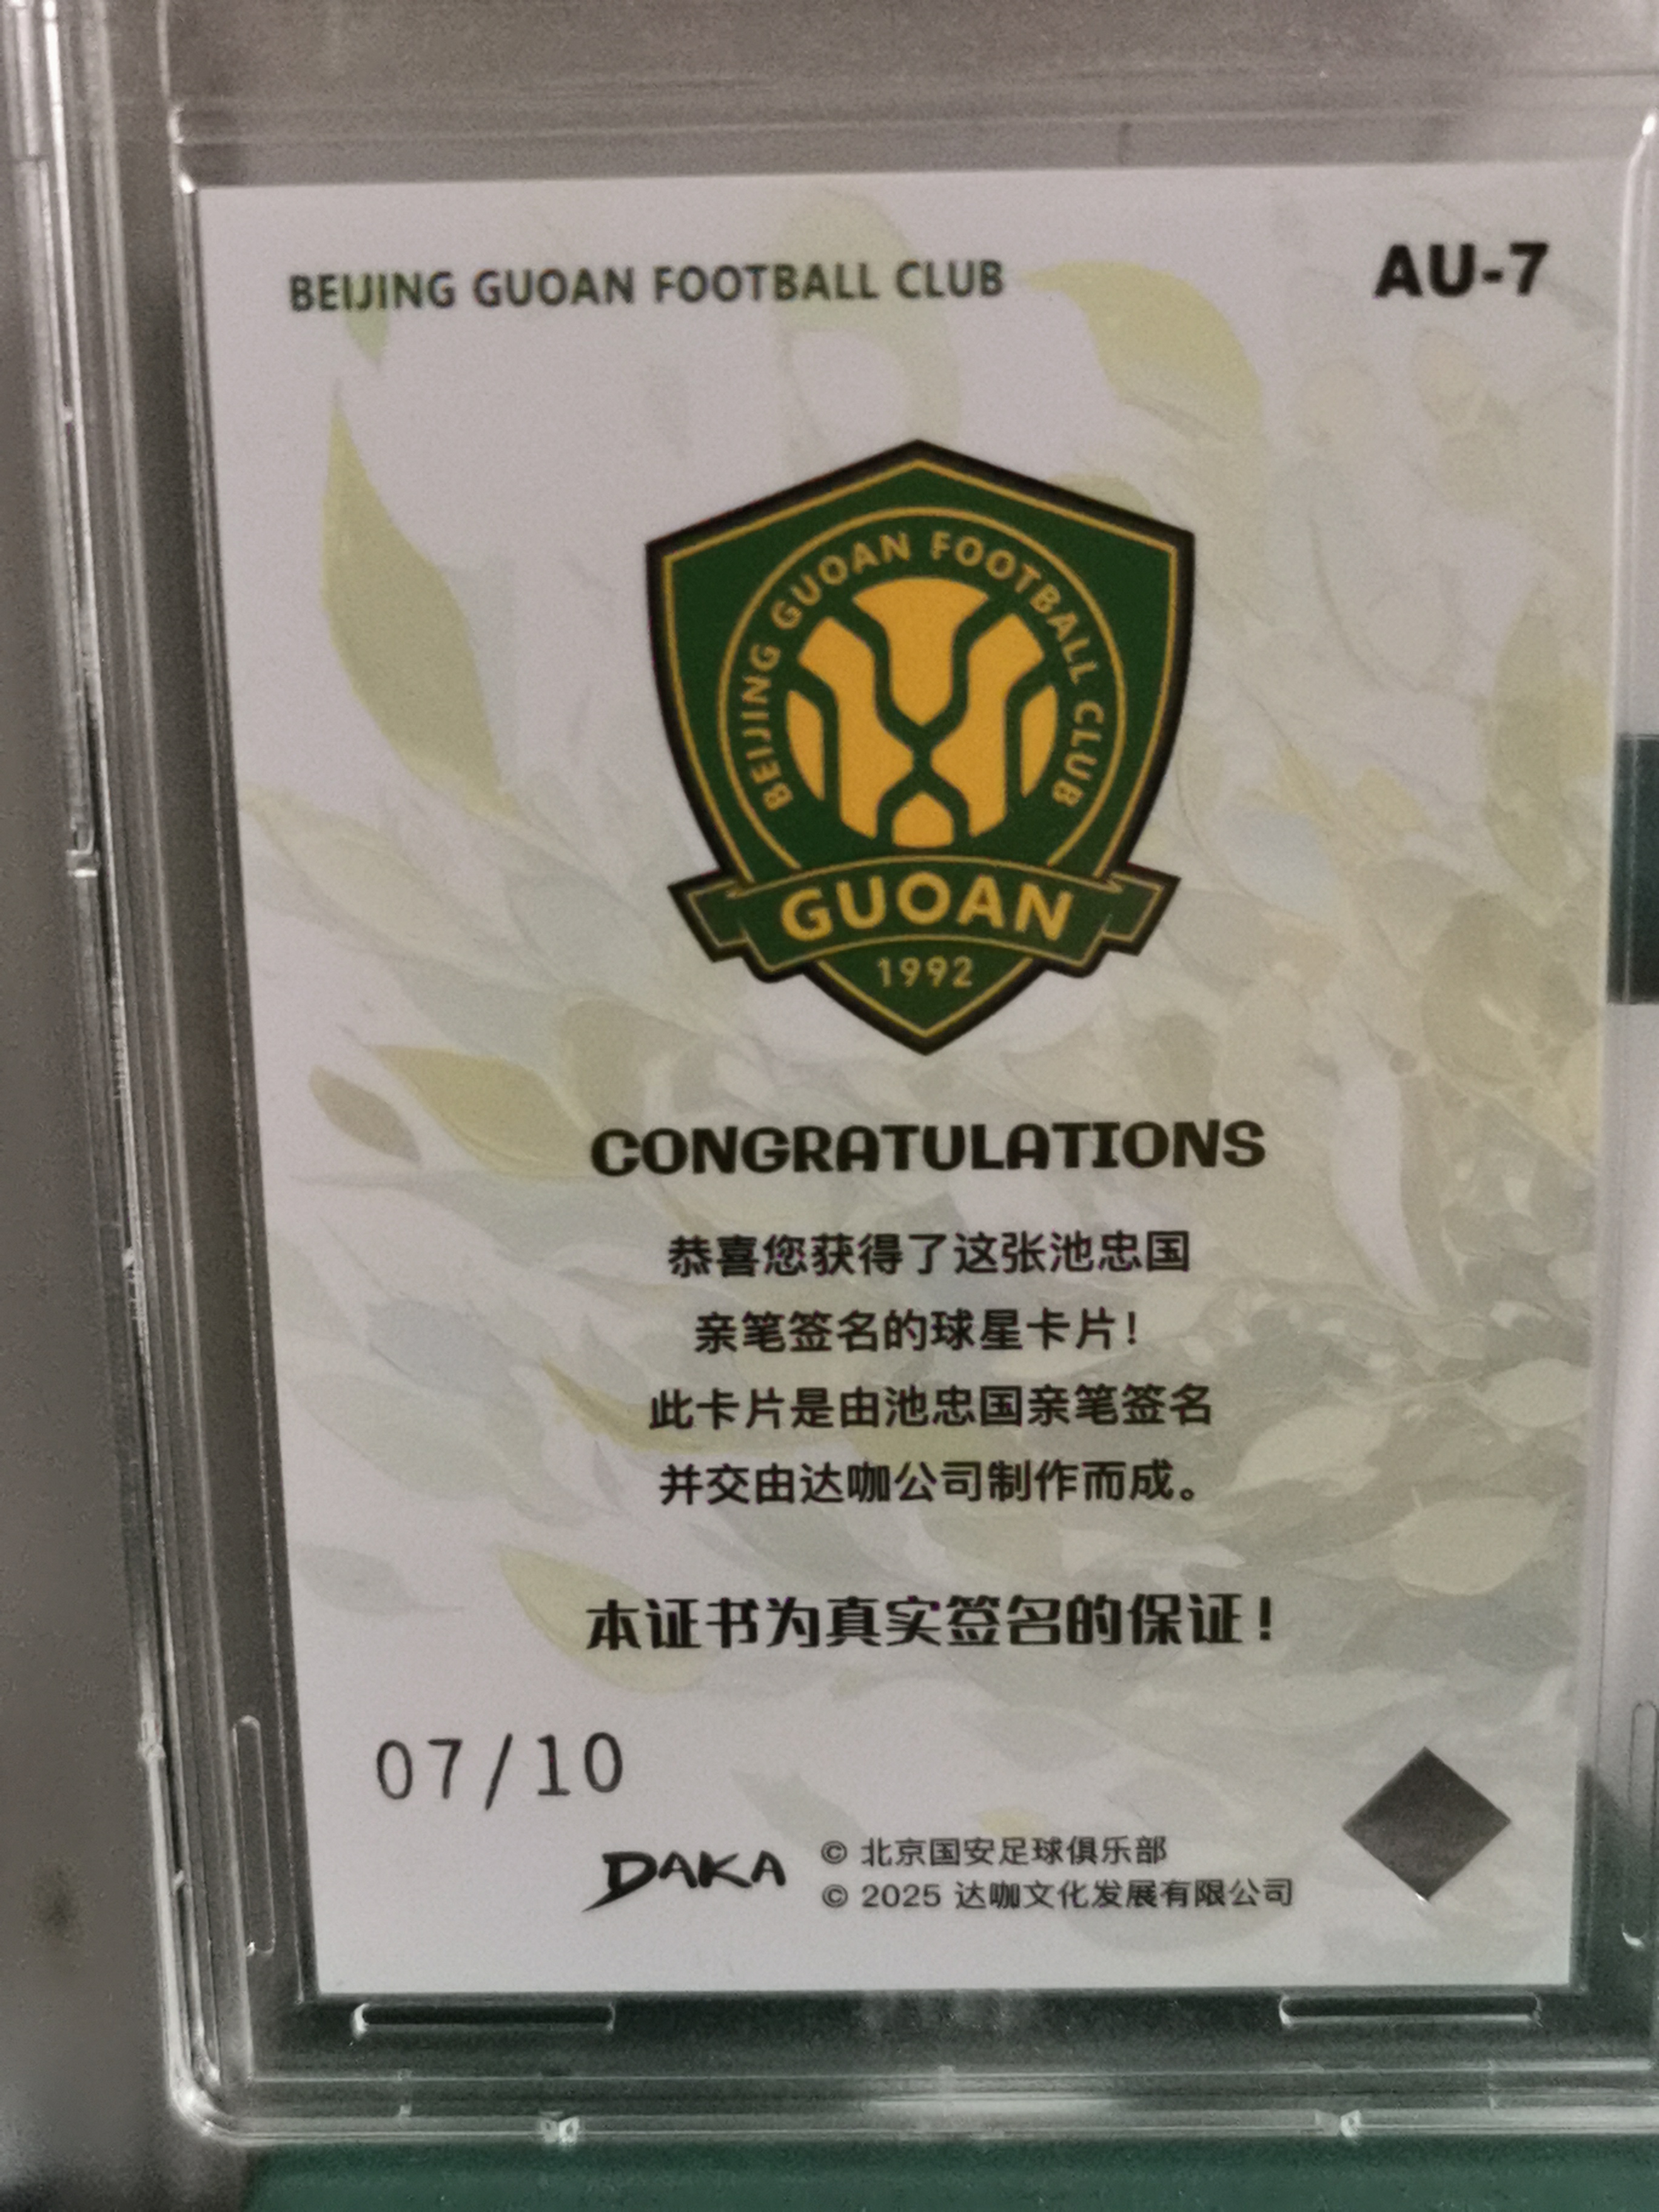 BEIJING GUOAN FOOTBALL CLUB
AU-7
BEIJING GUOAN FOOTBALL CLUB
GUOAN
1992
CONGRATULATIONS
恭喜您获得了这张池忠国
亲笔签名的球星卡片！
此卡片是由池忠国亲笔签名
并交由达咖公司制作而成。
本证书为真实签名的保证！
07/10
DAKA
© 北京国安足球俱乐部
© 2025 达咖文化发展有限公司